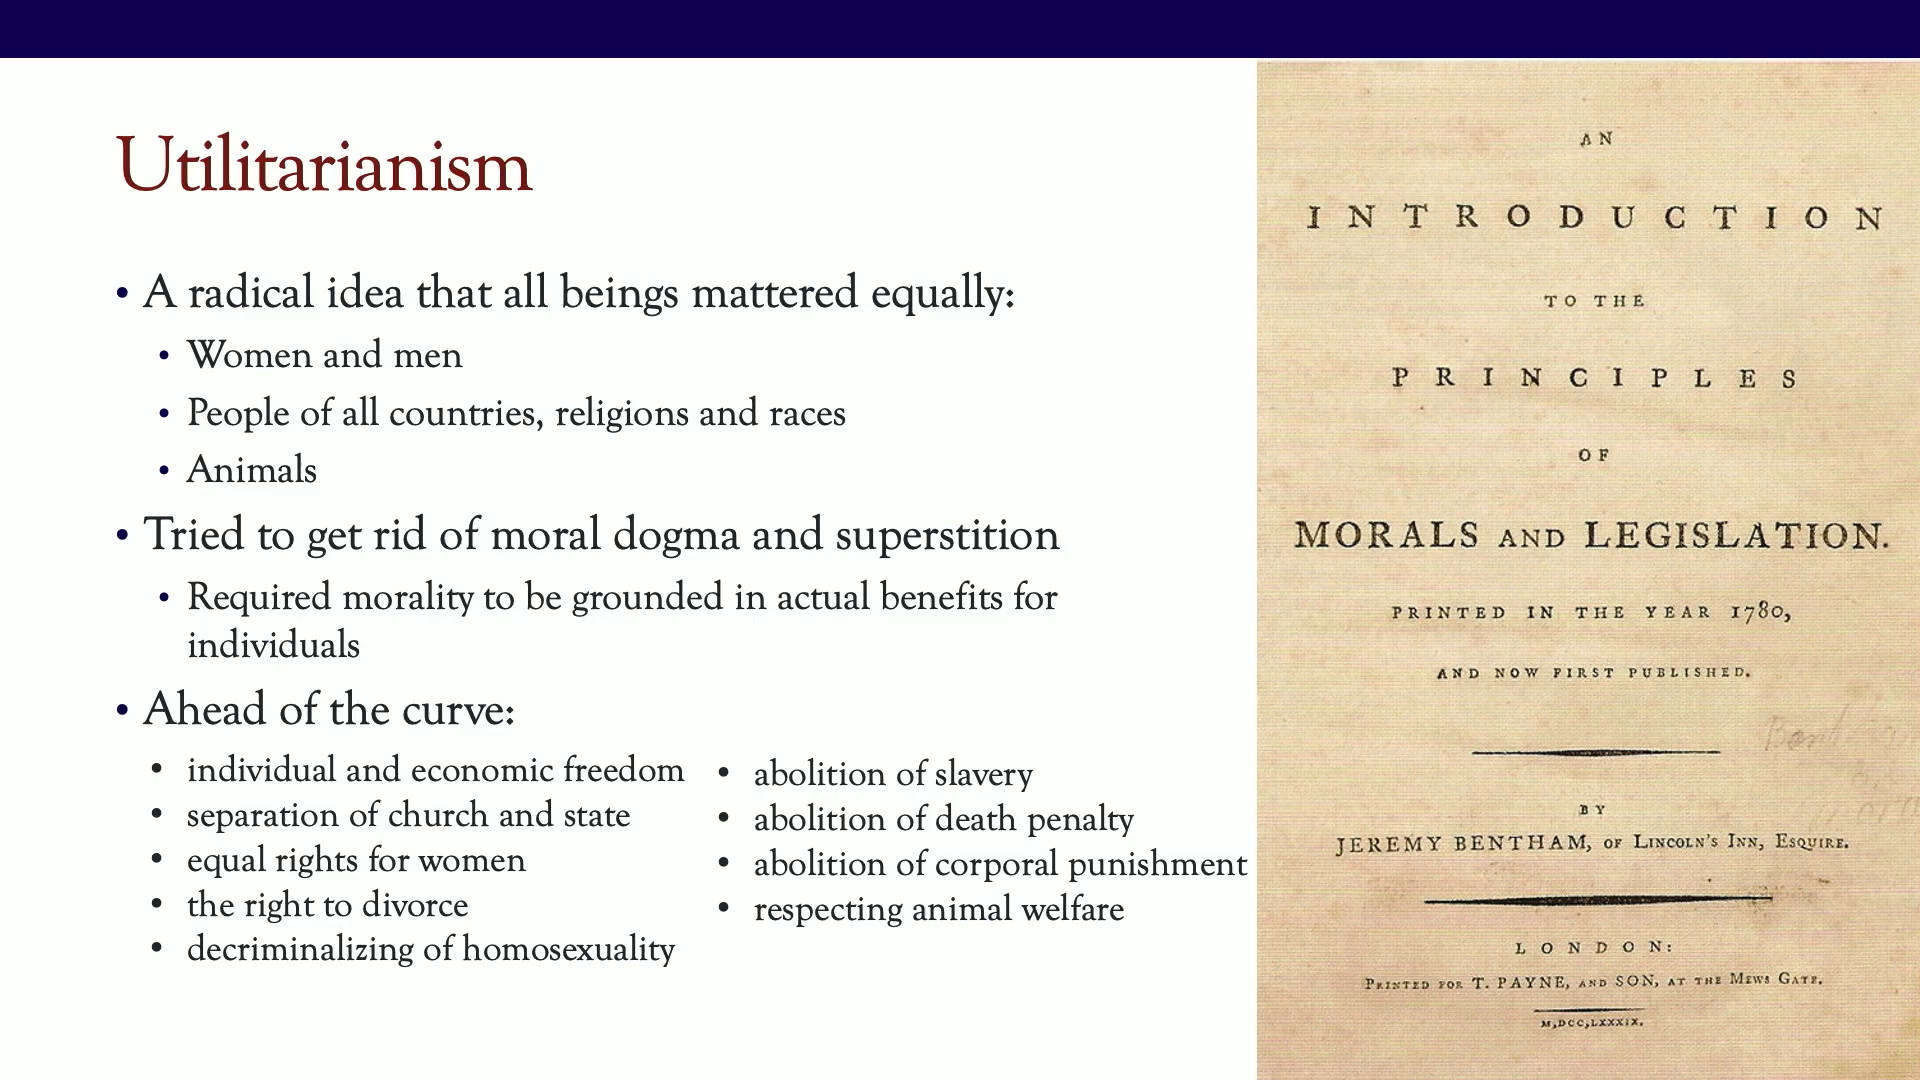 Utilitarianism
• A radical idea that all beings mattered equally:
• Women and men
• People of all countries, religions and races
• Animals
• Tried to get rid of moral dogma and superstition
• Required morality to be grounded in actual benefits for
individuals
• Ahead of the curve:
• individual and economic freedom
• separation of church and state
• equal rights for women
• the right to divorce
• decriminalizing of homosexuality
• abolition of slavery
• abolition of death penalty
• abolition of corporal punishment
• respecting animal welfare
AN
INTRODUCTION
TO THE
PRINCIPLES
OF
MORALS AND LEGISLATION.
PRINTED IN THE YEAR 1780,
AND NOW FIRST PUBLISHED.
BY
JEREMY BENTHAM, OF LINCOLN'S INN, ESQUIRE.
LONDON:
PRINTED FOR T. PAYNE, AND SON, AT THE MEWS GATE.
M,DCC,LXXXIX.